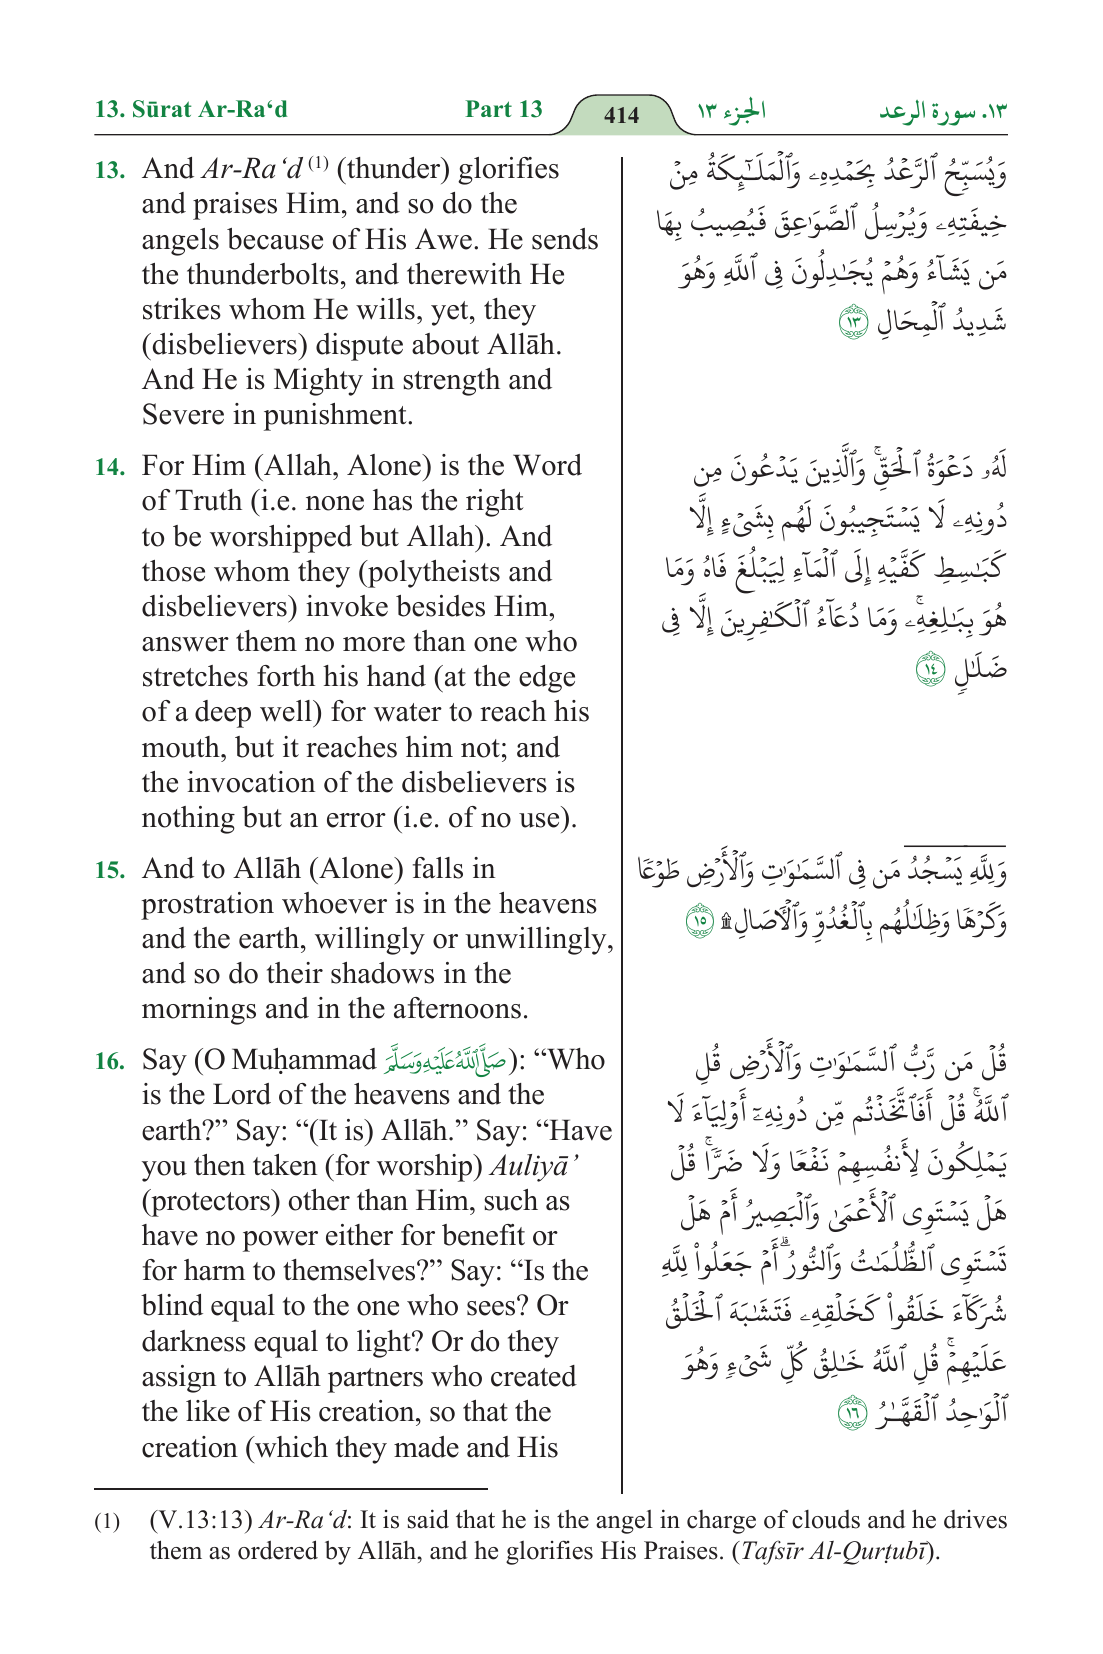 13. Sūrat Ar-Ra‘d Part 13 414 الجزء ١٣ ١٣. سورة الرعد
13. And Ar-Ra‘d (1) (thunder) glorifies
and praises Him, and so do the
angels because of His Awe. He sends
the thunderbolts, and therewith He
strikes whom He wills, yet, they
(disbelievers) dispute about Allāh.
And He is Mighty in strength and
Severe in punishment.
14. For Him (Allah, Alone) is the Word
of Truth (i.e. none has the right
to be worshipped but Allah). And
those whom they (polytheists and
disbelievers) invoke besides Him,
answer them no more than one who
stretches forth his hand (at the edge
of a deep well) for water to reach his
mouth, but it reaches him not; and
the invocation of the disbelievers is
nothing but an error (i.e. of no use).
15. And to Allāh (Alone) falls in
prostration whoever is in the heavens
and the earth, willingly or unwillingly,
and so do their shadows in the
mornings and in the afternoons.
16. Say (O Muḥammad صَلَّى اللَّهُ عَلَيْهِ وَسَلَّمَ): “Who
is the Lord of the heavens and the
earth?” Say: “(It is) Allāh.” Say: “Have
you then taken (for worship) Auliyā’
(protectors) other than Him, such as
have no power either for benefit or
for harm to themselves?” Say: “Is the
blind equal to the one who sees? Or
darkness equal to light? Or do they
assign to Allāh partners who created
the like of His creation, so that the
creation (which they made and His
وَيُسَبِّحُ ٱلرَّعۡدُ بِحَمۡدِهِۦ وَٱلۡمَلَـٰٓئِكَةُ مِنۡ
خِيفَتِهِۦ وَيُرۡسِلُ ٱلصَّوَٰعِقَ فَيُصِيبُ بِهَا
مَن يَشَآءُ وَهُمۡ يُجَـٰدِلُونَ فِى ٱللَّهِ وَهُوَ
شَدِيدُ ٱلۡمِحَالِ ١٣
لَهُۥ دَعۡوَةُ ٱلۡحَقِّۚ وَٱلَّذِينَ يَدۡعُونَ مِن
دُونِهِۦ لَا يَسۡتَجِيبُونَ لَهُم بِشَىۡءٍ إِلَّا
كَبَـٰسِطِ كَفَّيۡهِ إِلَى ٱلۡمَآءِ لِيَبۡلُغَ فَاهُ وَمَا
هُوَ بِبَـٰلِغِهِۦۚ وَمَا دُعَآءُ ٱلۡكَـٰفِرِينَ إِلَّا فِى
ضَلَـٰلٍ ١٤
وَلِلَّهِ يَسۡجُدُ مَن فِى ٱلسَّمَـٰوَٰتِ وَٱلۡأَرۡضِ طَوۡعًا
وَكَرۡهًا وَظِلَـٰلُهُم بِٱلۡغُدُوِّ وَٱلۡأَصَالِ ۩ ١٥
قُلۡ مَن رَّبُّ ٱلسَّمَـٰوَٰتِ وَٱلۡأَرۡضِ قُلِ
ٱللَّهُۚ قُلۡ أَفَٱتَّخَذۡتُم مِّن دُونِهِۦٓ أَوۡلِيَآءَ لَا
يَمۡلِكُونَ لِأَنفُسِهِمۡ نَفۡعًا وَلَا ضَرًّاۚ قُلۡ
هَلۡ يَسۡتَوِى ٱلۡأَعۡمَىٰ وَٱلۡبَصِيرُ أَمۡ هَلۡ
تَسۡتَوِى ٱلظُّلُمَـٰتُ وَٱلنُّورُۗ أَمۡ جَعَلُواْ لِلَّهِ
شُرَكَآءَ خَلَقُواْ كَخَلۡقِهِۦ فَتَشَـٰبَهَ ٱلۡخَلۡقُ
عَلَيۡهِمۡۚ قُلِ ٱللَّهُ خَـٰلِقُ كُلِّ شَىۡءٍ وَهُوَ
ٱلۡوَٰحِدُ ٱلۡقَهَّـٰرُ ١٦
(1) (V.13:13) Ar-Ra‘d: It is said that he is the angel in charge of clouds and he drives
them as ordered by Allāh, and he glorifies His Praises. (Tafsīr Al-Qurṭubī).